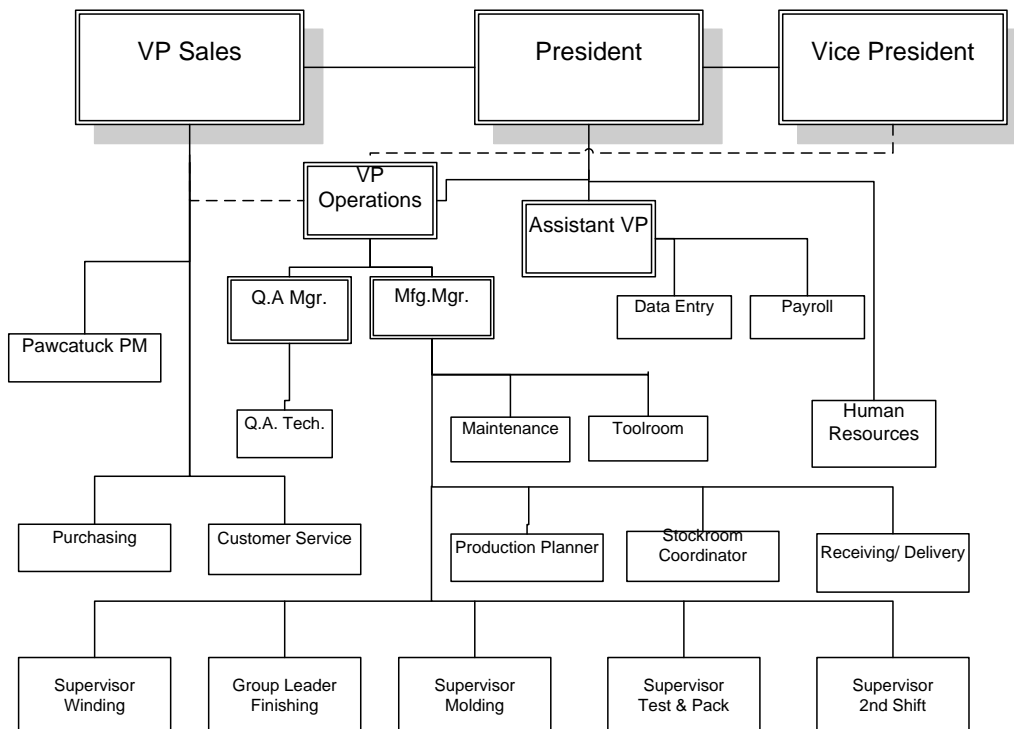 VP Sales
President
Vice President
VP
Operations
Assistant VP
Q.A Mgr.
Mfg.Mgr.
Data Entry
Payroll
Pawcatuck PM
Q.A. Tech.
Maintenance
Toolroom
Human
Resources
Purchasing
Customer Service
Production Planner
Stockroom
Coordinator
Receiving/ Delivery
Supervisor
Winding
Group Leader
Finishing
Supervisor
Molding
Supervisor
Test & Pack
Supervisor
2nd Shift